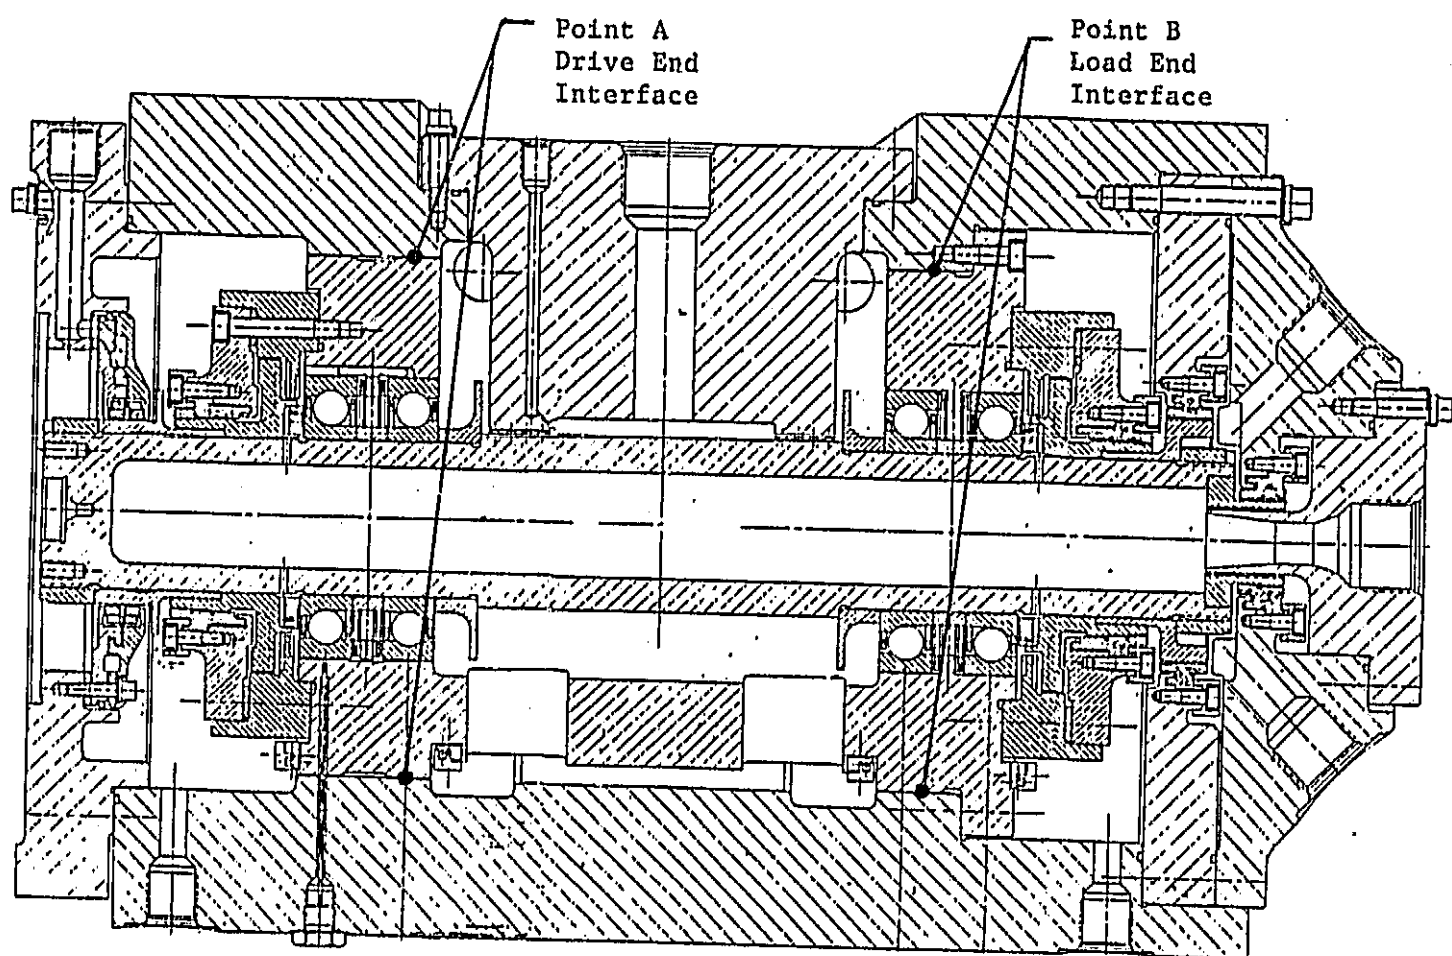 Point A
Drive End
Interface
Point B
Load End
Interface